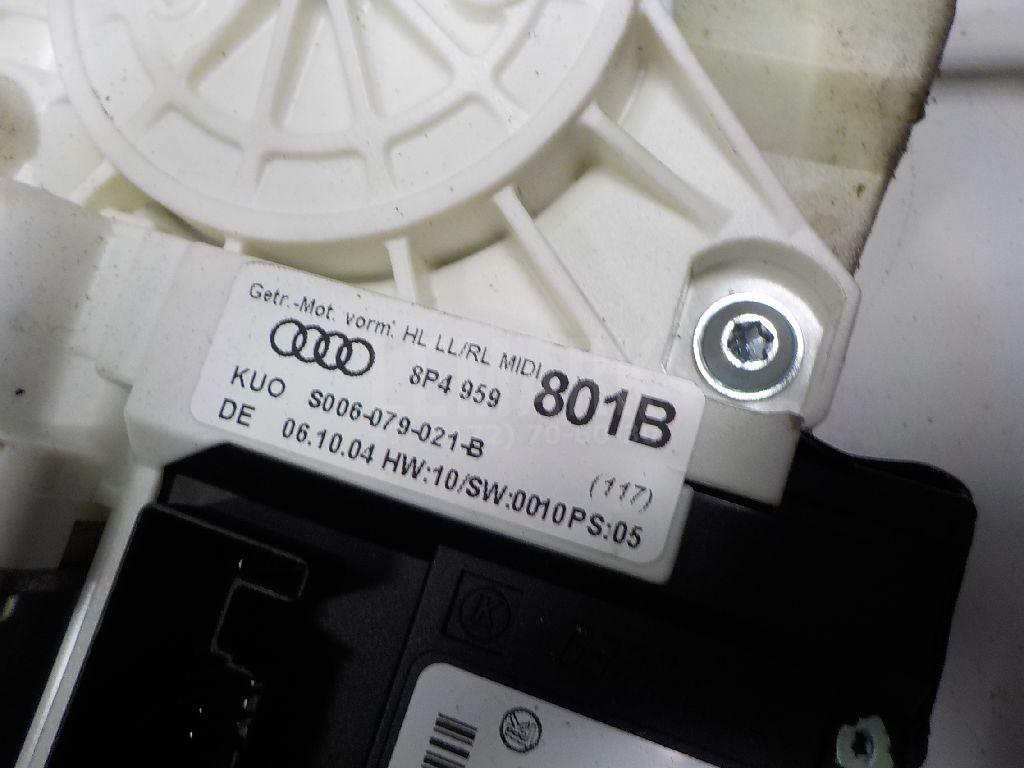 Getr.-Mot. vorm. HL LL/RL MIDI
8P4 959 801B
KUO S006-079-021-B
DE 06.10.04 HW:10/SW:0010PS:05
(117)